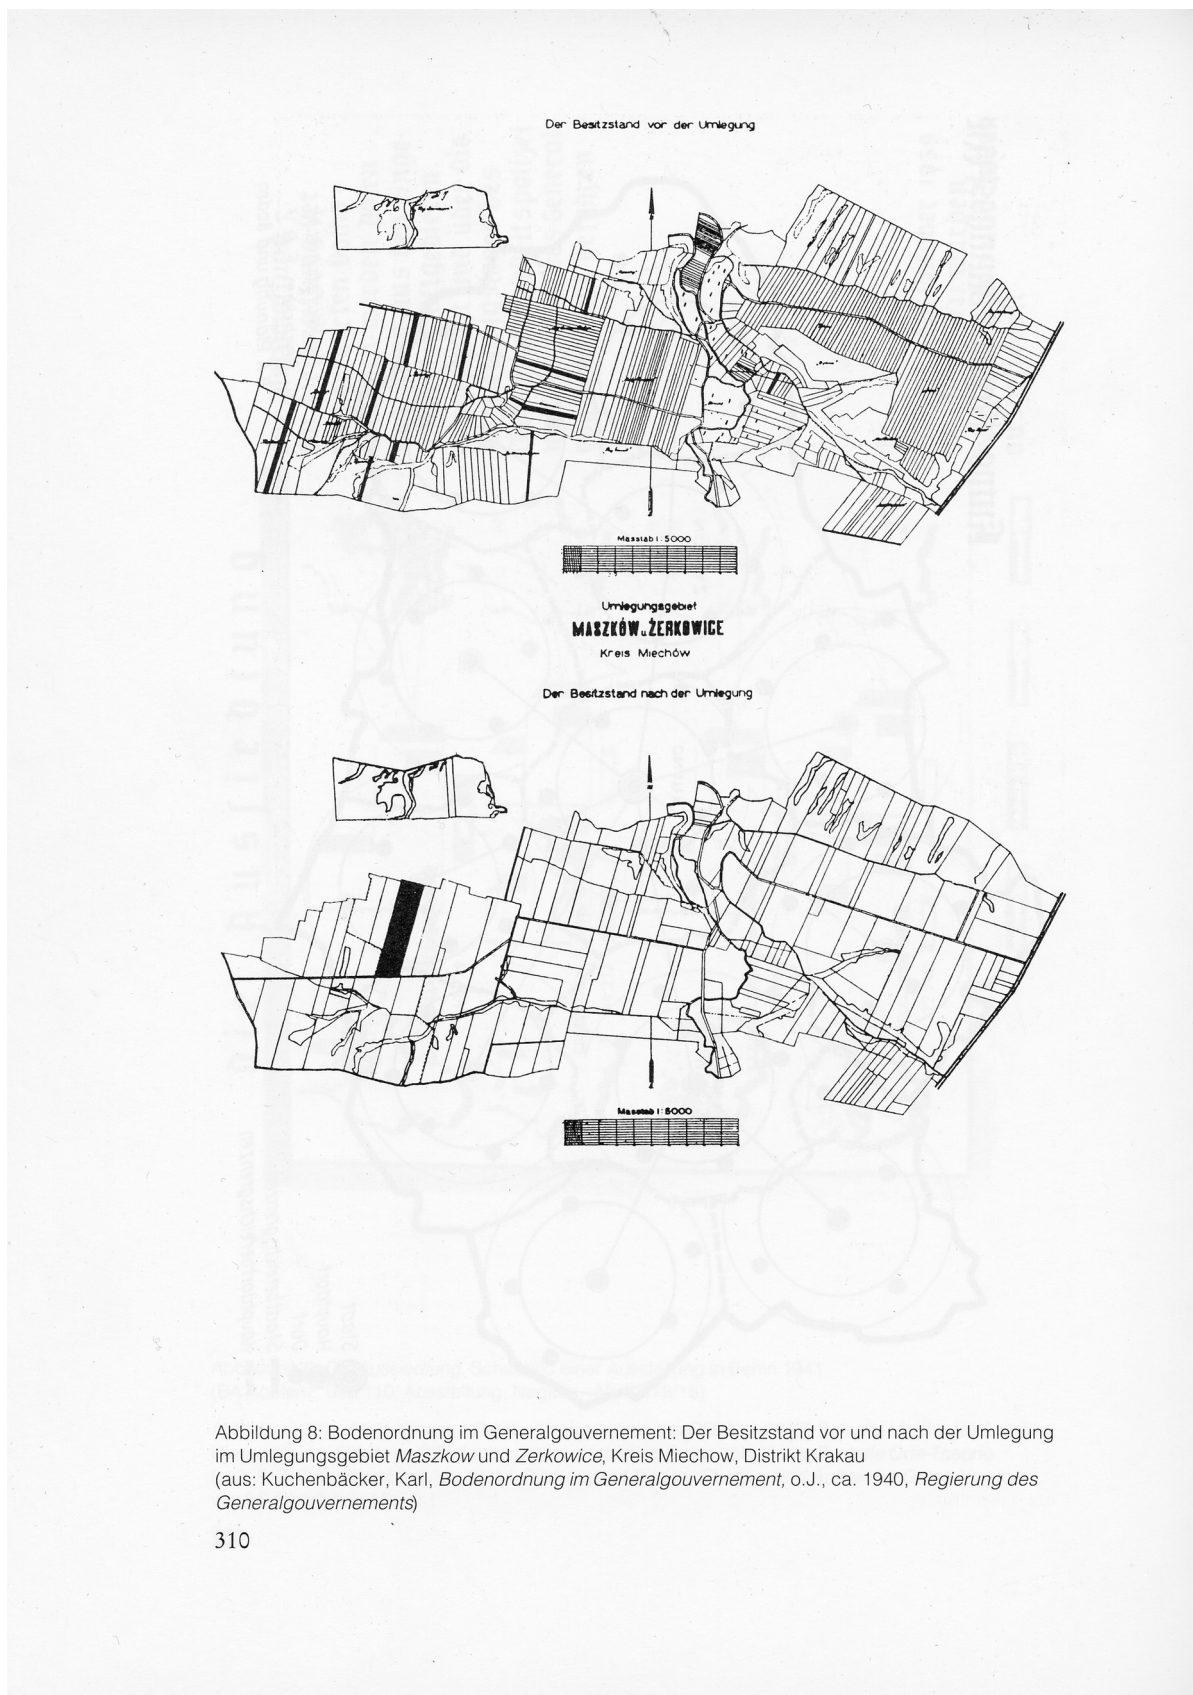 Der Besitzstand vor der Umlegung
Masstab 1:5000
Umlegungsgebiet
MASZKÓW u. ŻERKOWICE
Kreis Miechów
Der Besitzstand nach der Umlegung
Masstab 1:5000
Abbildung 8: Bodenordnung im Generalgouvernement: Der Besitzstand vor und nach der Umlegung
im Umlegungsgebiet Maszkow und Zerkowice, Kreis Miechow, Distrikt Krakau
(aus: Kuchenbäcker, Karl, Bodenordnung im Generalgouvernement, o.J., ca. 1940, Regierung des
Generalgouvernements)
310